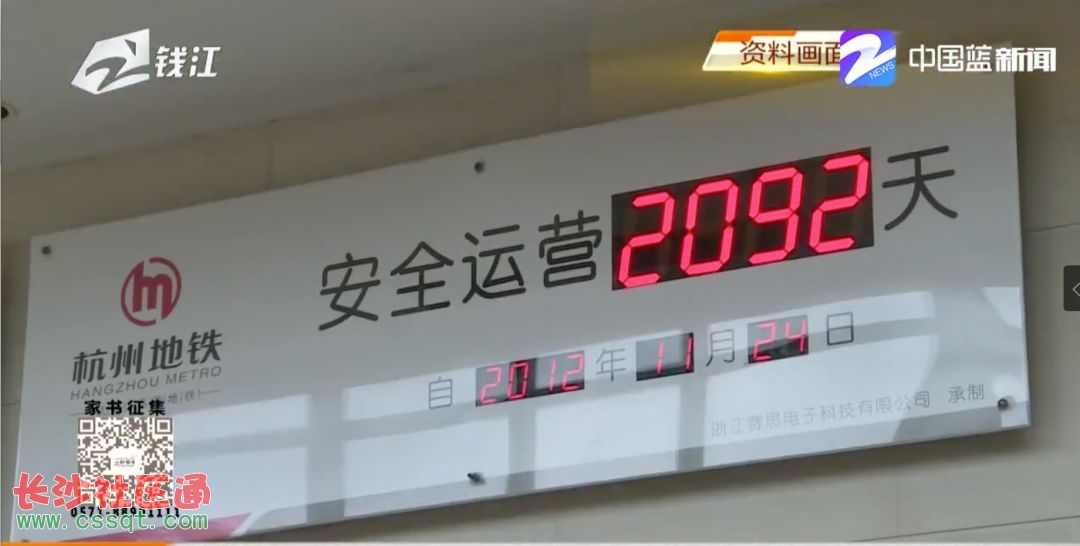 钱江
资料画面
NEWS
中国蓝新闻
安全运营2092天
杭州地铁
HANGZHOU METRO
自2012年11月24日
浙江赛思电子科技有限公司 承制
家书征集
长沙社区通
www.cssqt.com